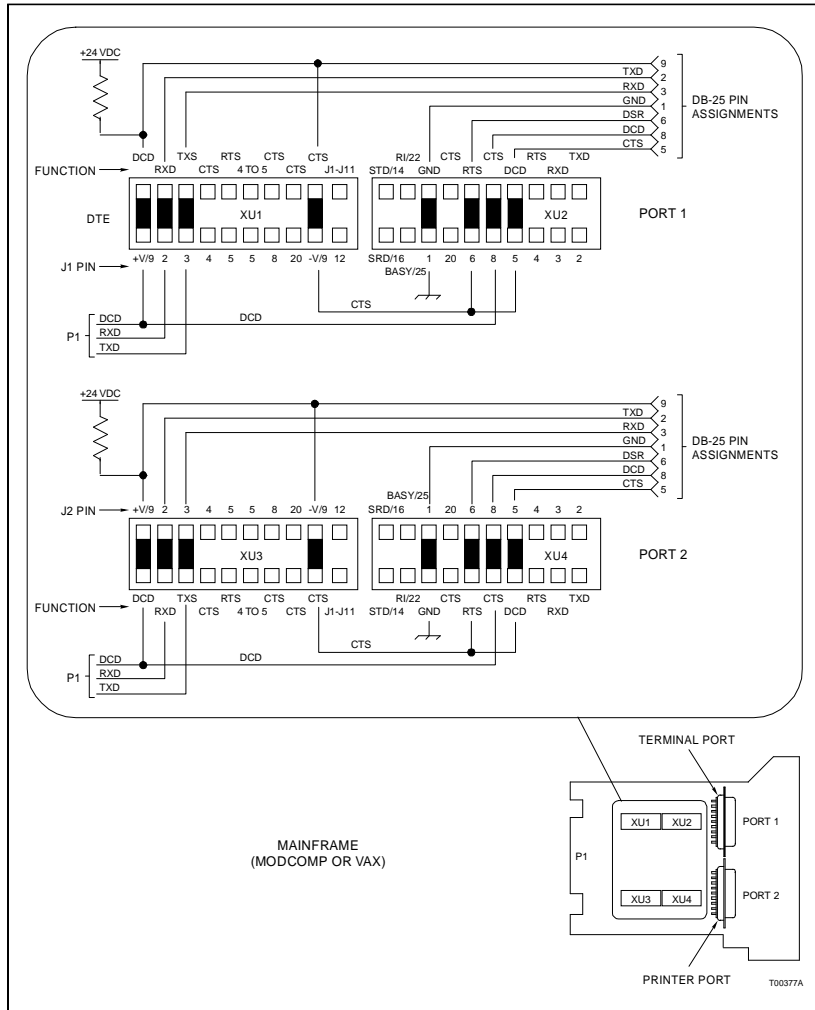 +24 VDC
9
TXD 2
RXD 3
GND 1
DSR 6
DCD 8
CTS 5
DB-25 PIN
ASSIGNMENTS
DCD TXS RTS CTS CTS
FUNCTION RXD CTS 4 TO 5 CTS J1-J11
RI/22 CTS CTS RTS TXD
STD/14 GND RTS DCD RXD
DTE XU1 XU2 PORT 1
J1 PIN +V/9 2 3 4 5 5 8 20 -V/9 12
SRD/16 1 20 6 8 5 4 3 2
BASY/25
CTS
P1
DCD DCD
RXD
TXD
+24 VDC
9
TXD 2
RXD 3
GND 1
DSR 6
DCD 8
CTS 5
DB-25 PIN
ASSIGNMENTS
BASY/25
J2 PIN +V/9 2 3 4 5 5 8 20 -V/9 12
SRD/16 1 20 6 8 5 4 3 2
XU3 XU4 PORT 2
DCD TXS RTS CTS CTS
FUNCTION RXD CTS 4 TO 5 CTS J1-J11
RI/22 CTS CTS RTS TXD
STD/14 GND RTS DCD RXD
CTS
P1
DCD DCD
RXD
TXD
TERMINAL PORT
XU1 XU2 PORT 1
P1
XU3 XU4 PORT 2
PRINTER PORT
MAINFRAME
(MODCOMP OR VAX)
T00377A